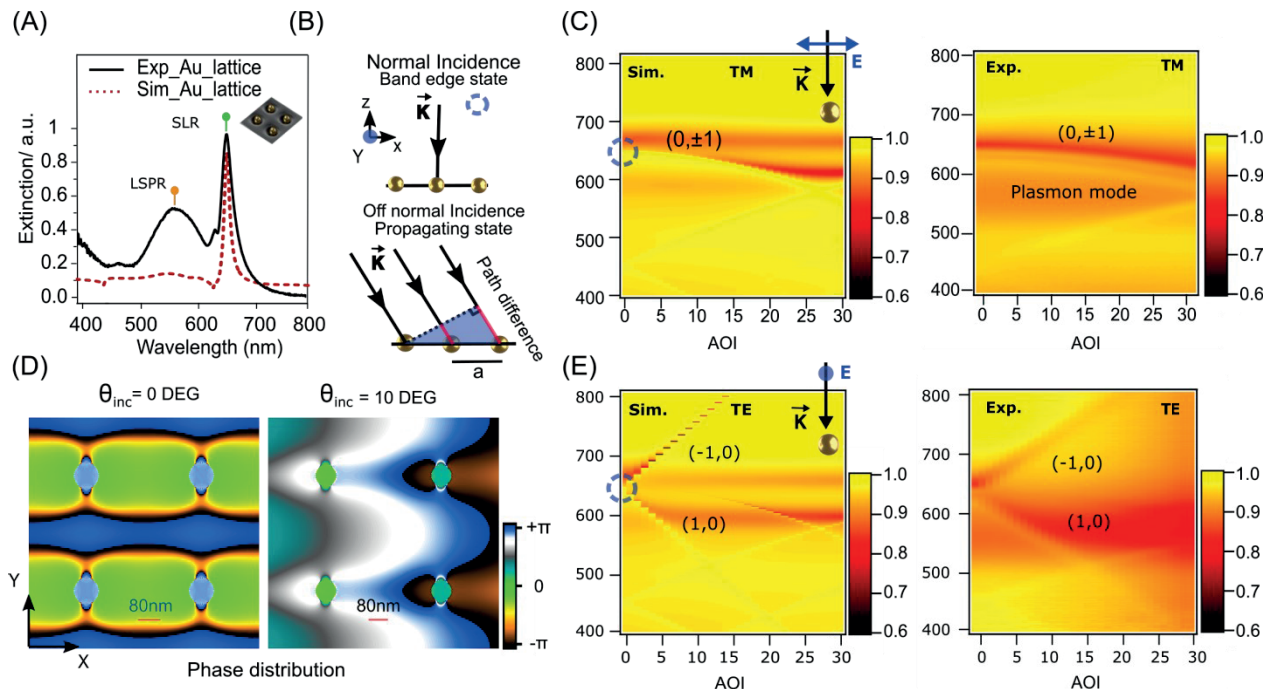 (A)
Exp_Au_lattice
Sim_Au_lattice
SLR
LSPR
Extinction/ a.u.
1
0.8
0.6
0.4
0.2
0.0
400
500
600
700
800
Wavelength (nm)
(B)
Normal Incidence
Band edge state
K
z
Y
x
Off normal Incidence
Propagating state
K
Path difference
a
(C)
E
Sim.
TM
K
(0,±1)
800
700
600
500
400
0
5
10
15
20
25
30
AOI
1.0
0.9
0.8
0.7
0.6
Exp.
TM
(0,±1)
Plasmon mode
800
700
600
500
400
0
5
10
15
20
25
30
AOI
1.0
0.9
0.8
0.7
0.6
(D)
θinc = 0 DEG
θinc = 10 DEG
80nm
80nm
Y
X
+π
0
-π
Phase distribution
(E)
E
Sim.
TE
K
(-1,0)
(1,0)
800
700
600
500
400
0
5
10
15
20
25
30
AOI
1.0
0.9
0.8
0.7
0.6
Exp.
TE
(-1,0)
(1,0)
800
700
600
500
400
0
10
20
30
AOI
1.0
0.9
0.8
0.7
0.6